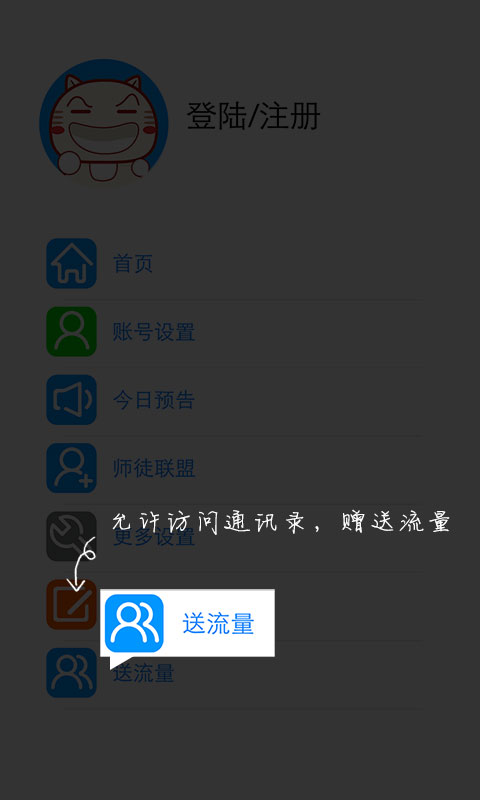 登陆/注册
首页
账号设置
今日预告
师徒联盟
允许访问通讯录，赠送流量
更多设置
送流量
送流量